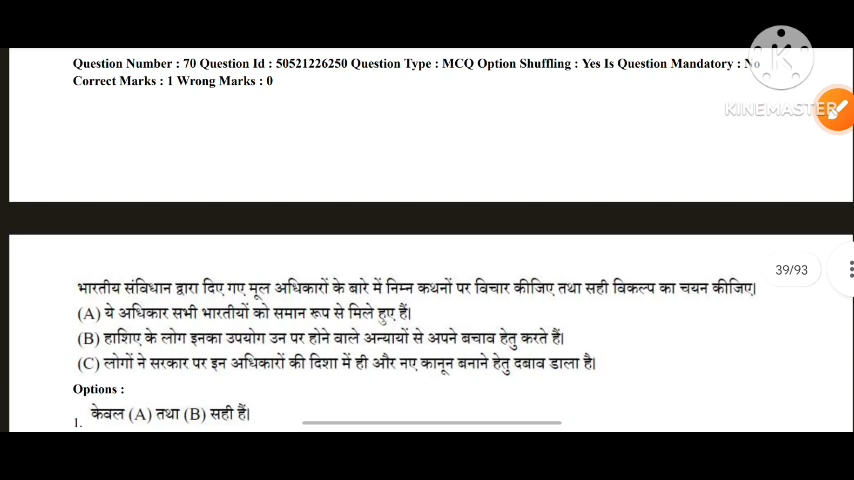 Question Number : 70 Question Id : 50521226250 Question Type : MCQ Option Shuffling : Yes Is Question Mandatory : No
Correct Marks : 1 Wrong Marks : 0
KINEMASTER
39/93
भारतीय संविधान द्वारा दिए गए मूल अधिकारों के बारे में निम्न कथनों पर विचार कीजिए तथा सही विकल्प का चयन कीजिए|
(A) ये अधिकार सभी भारतीयों को समान रूप से मिले हुए हैं।
(B) हाशिए के लोग इनका उपयोग उन पर होने वाले अन्यायों से अपने बचाव हेतु करते हैं।
(C) लोगों ने सरकार पर इन अधिकारों की दिशा में ही और नए कानून बनाने हेतु दबाव डाला है।
Options :
1. केवल (A) तथा (B) सही हैं।